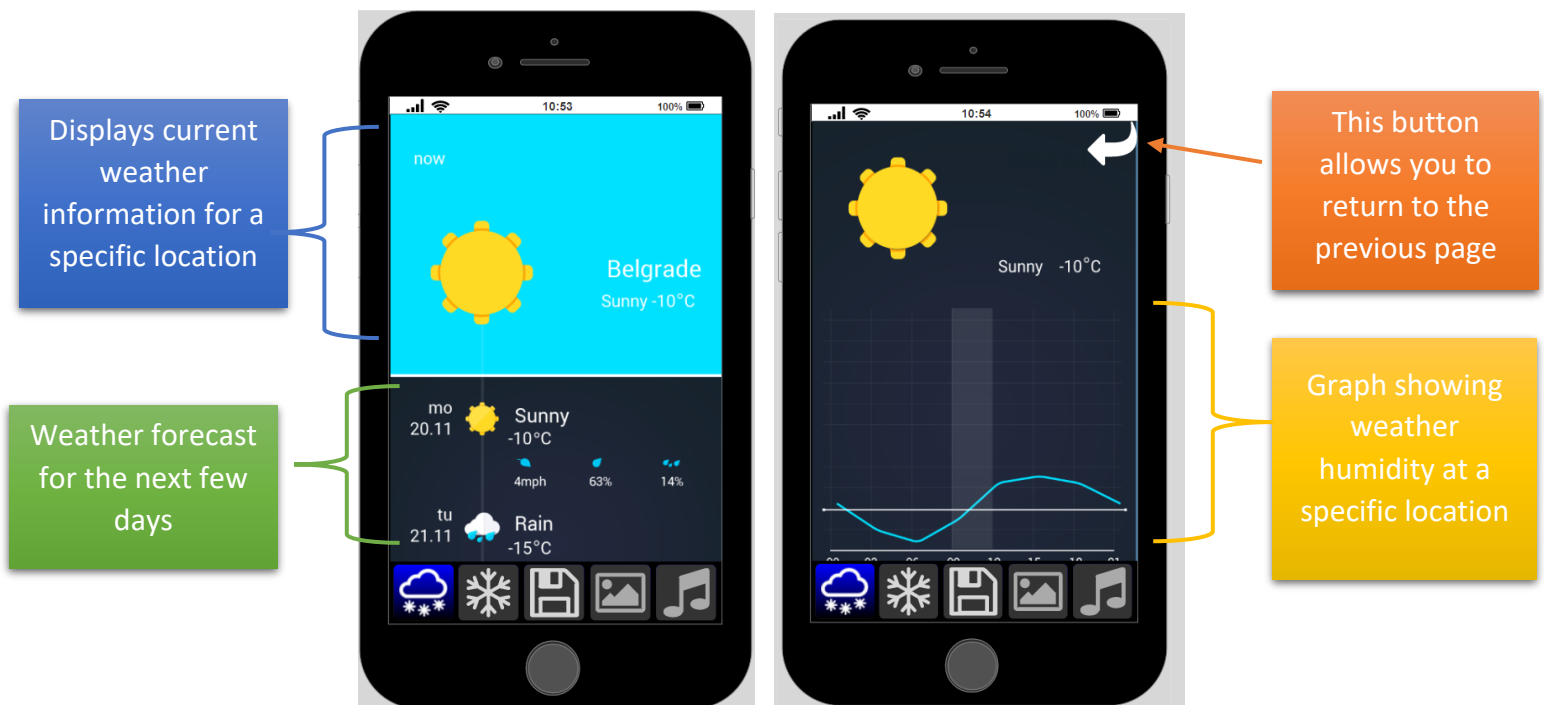 Displays current
weather
information for a
specific location
Weather forecast
for the next few
days
10:53
100%
now
Belgrade
Sunny -10°C
mo
20.11
Sunny
-10°C
4mph
63%
14%
tu
21.11
Rain
-15°C
10:54
100%
Sunny -10°C
This button
allows you to
return to the
previous page
Graph showing
weather
humidity at a
specific location